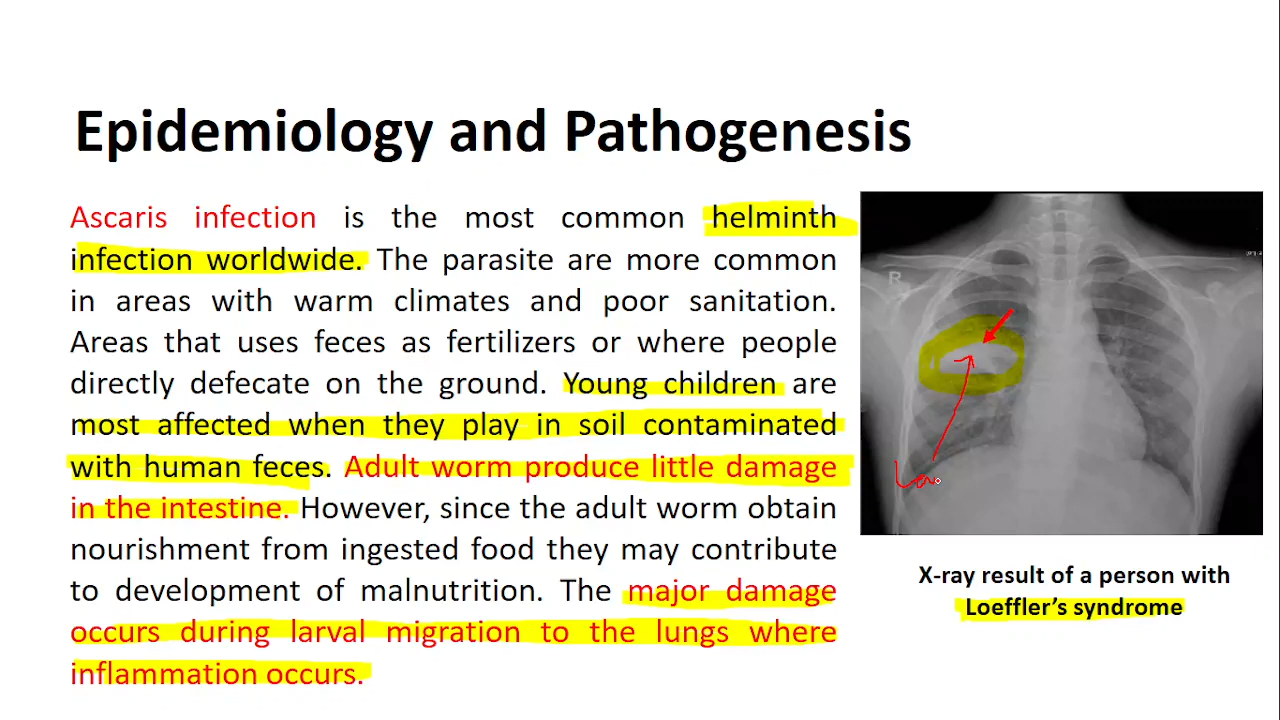 Epidemiology and Pathogenesis
Ascaris infection is the most common helminth
infection worldwide. The parasite are more common
in areas with warm climates and poor sanitation.
Areas that uses feces as fertilizers or where people
directly defecate on the ground. Young children are
most affected when they play in soil contaminated
with human feces. Adult worm produce little damage
in the intestine. However, since the adult worm obtain
nourishment from ingested food they may contribute
to development of malnutrition. The major damage
occurs during larval migration to the lungs where
inflammation occurs.
R
X-ray result of a person with
Loeffler’s syndrome